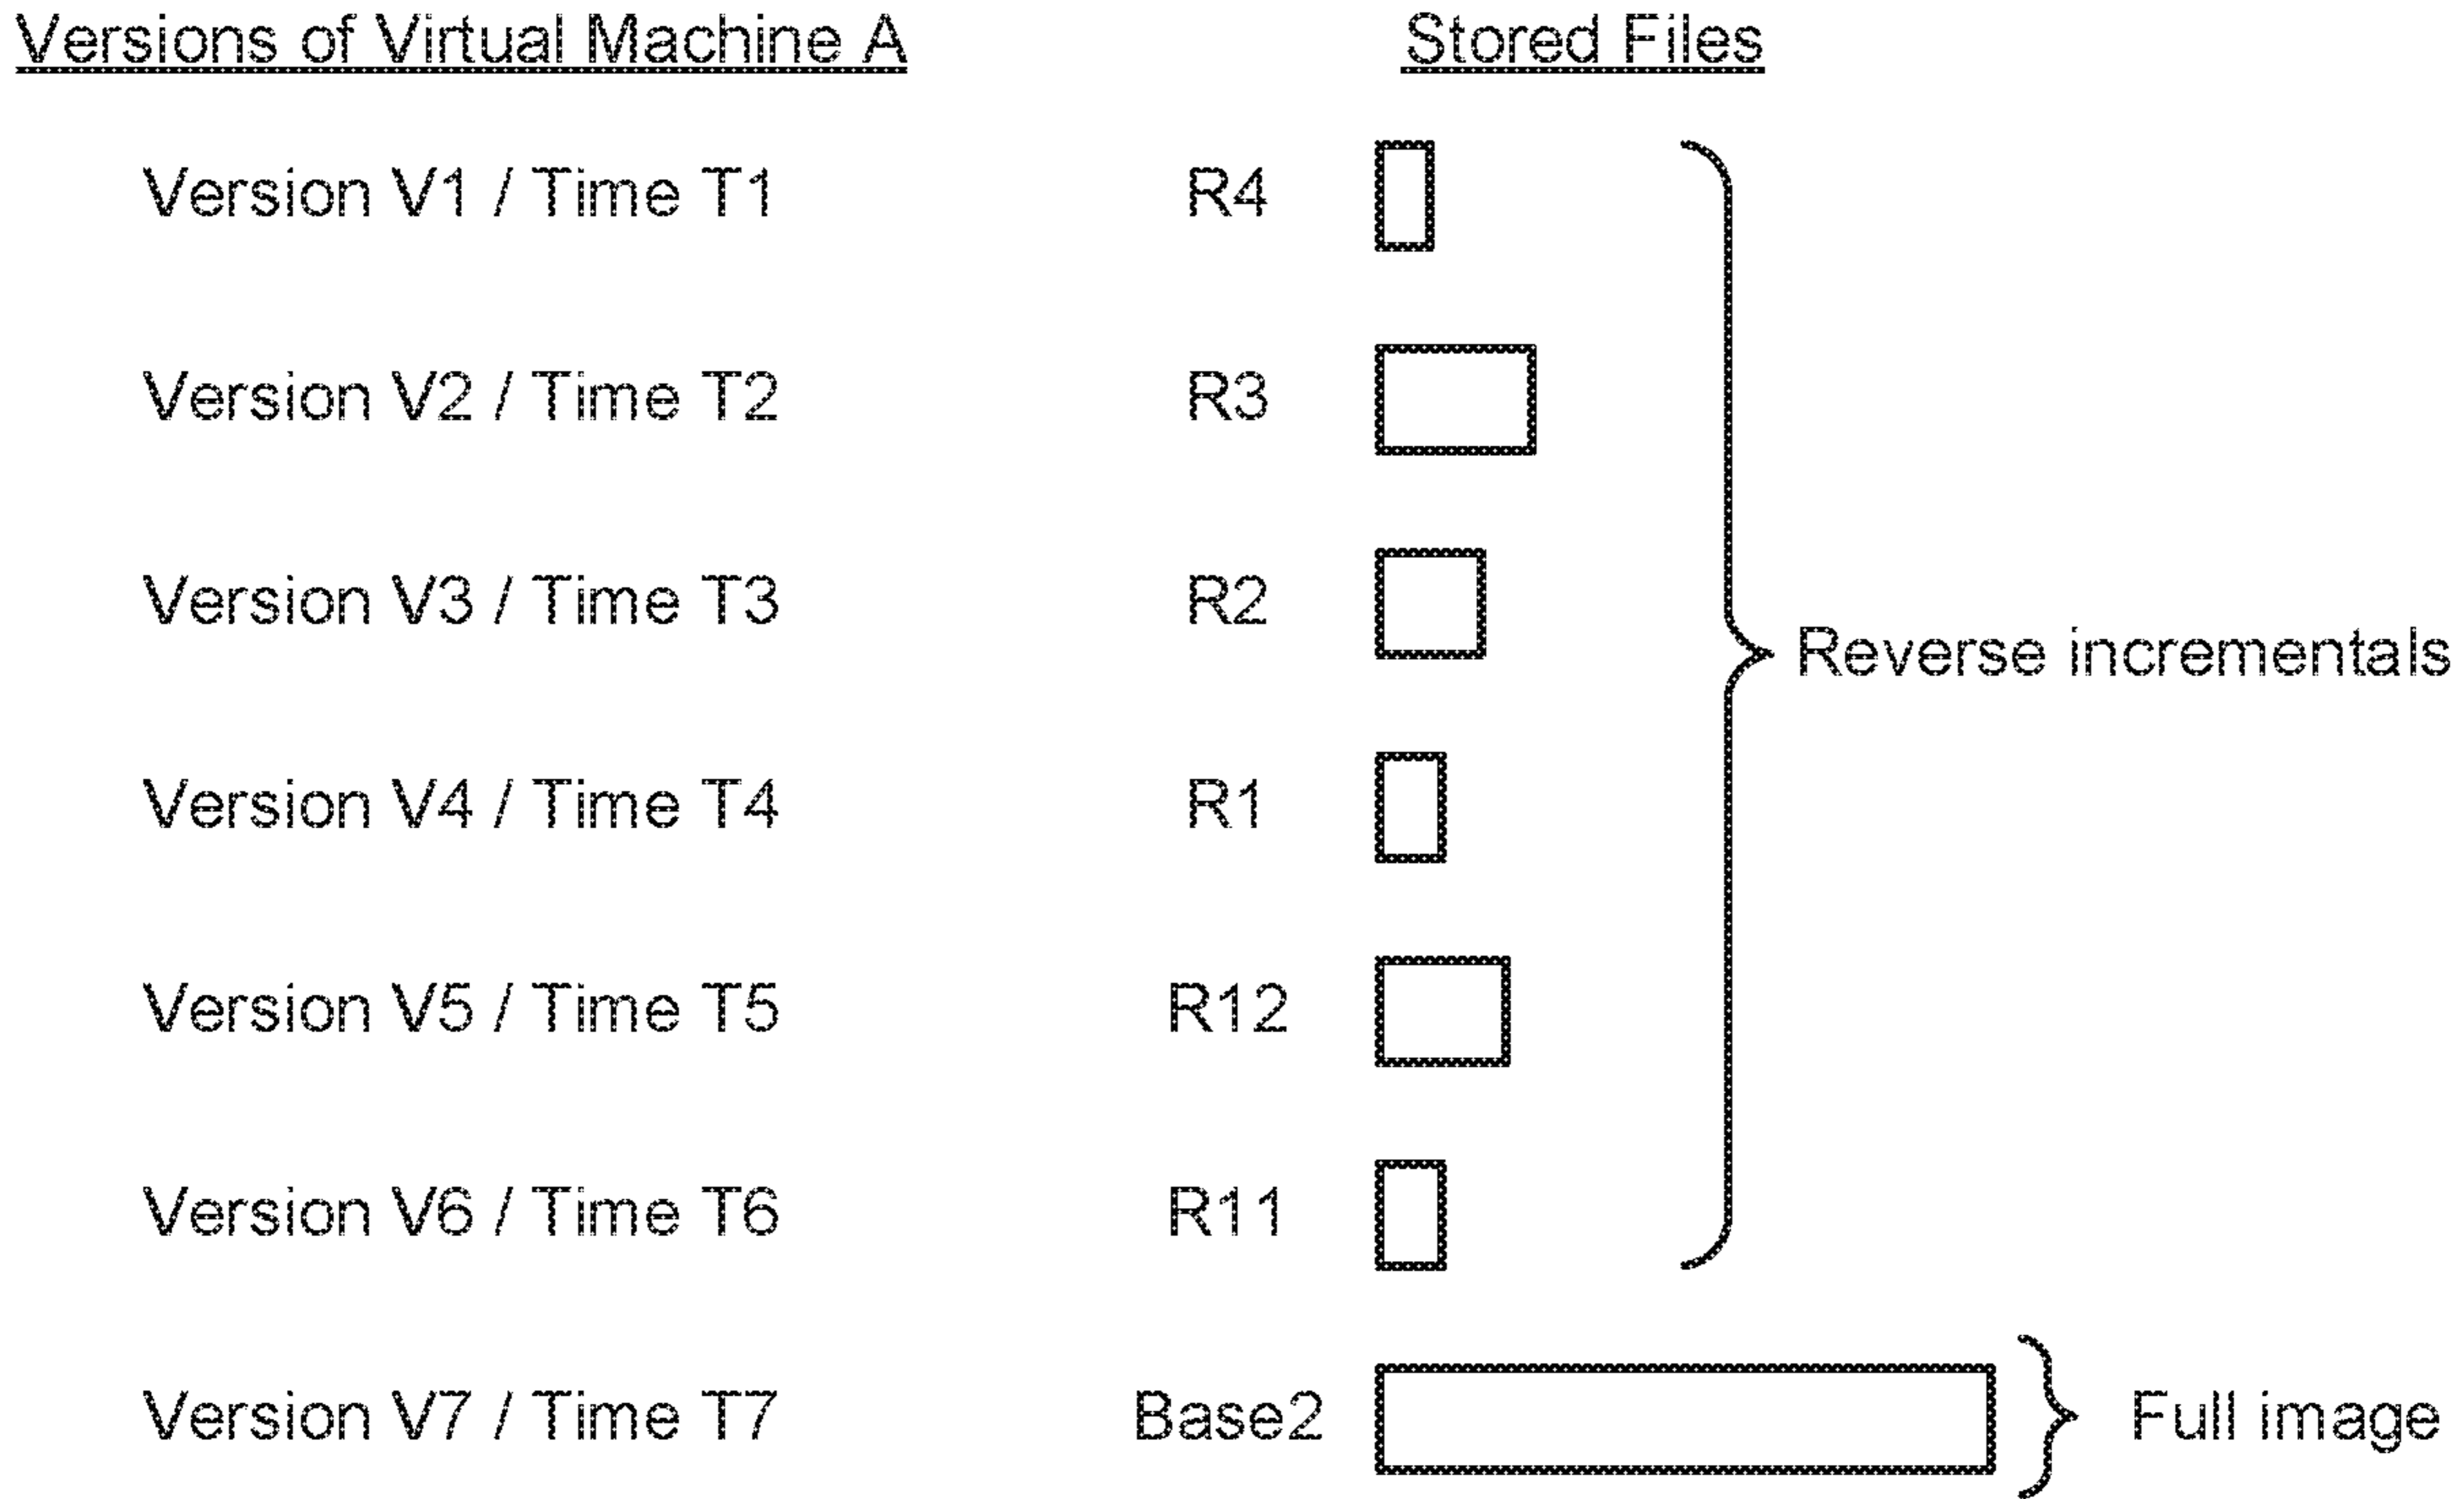 Versions of Virtual Machine A Stored Files
Version V1 / Time T1 R4
Version V2 / Time T2 R3
Version V3 / Time T3 R2
Reverse incrementals
Version V4 / Time T4 R1
Version V5 / Time T5 R12
Version V6 / Time T6 R11
Version V7 / Time T7 Base2 Full image